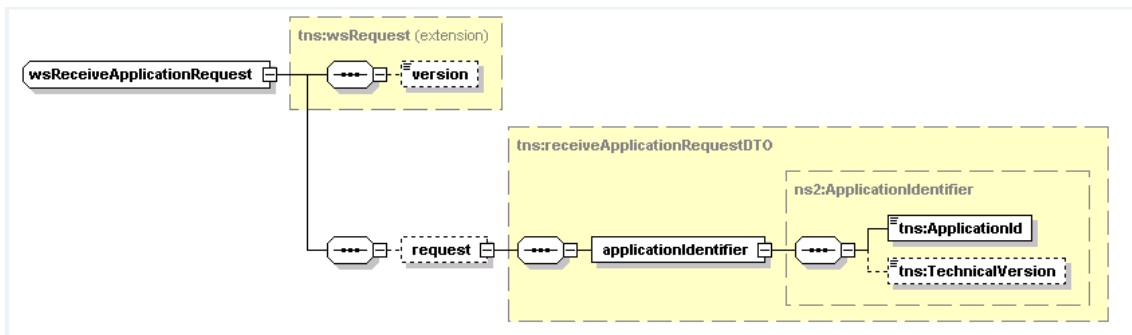 tns:wsRequest (extension)
wsReceiveApplicationRequest
version
tns:receiveApplicationRequestDTO
ns2:ApplicationIdentifier
tns:ApplicationId
request
applicationIdentifier
tns:TechnicalVersion